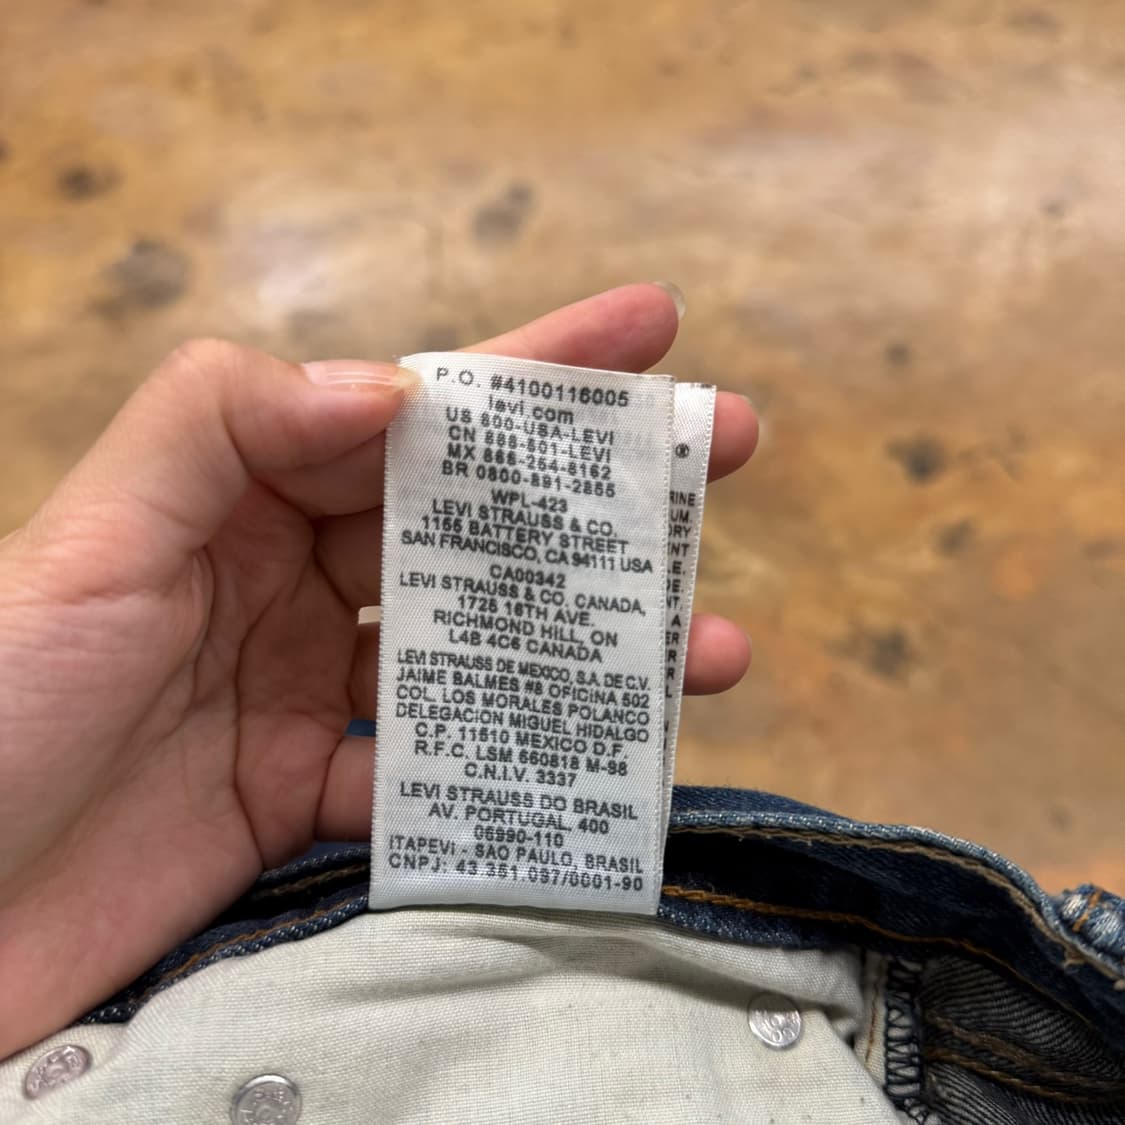 P.O. #4100116005
levi.com
US 800-USA-LEVI
CN 888-501-LEVI
MX 866-254-8162
BR 0800-891-2855
WPL-423
LEVI STRAUSS & CO.
1155 BATTERY STREET
SAN FRANCISCO, CA 94111 USA
CA00342
LEVI STRAUSS & CO. CANADA,
1725 16TH AVE.
RICHMOND HILL, ON
L4B 4C6 CANADA
LEVI STRAUSS DE MEXICO, S.A. DE C.V.
JAIME BALMES #8 OFICINA 502
COL. LOS MORALES POLANCO
DELEGACION MIGUEL HIDALGO
C.P. 11510 MEXICO D.F.
R.F.C. LSM 660818 M-98
C.N.I.V. 3337
LEVI STRAUSS DO BRASIL
AV. PORTUGAL, 400
06990-110
ITAPEVI - SAO PAULO, BRASIL
CNPJ: 43.351.097/0001-90